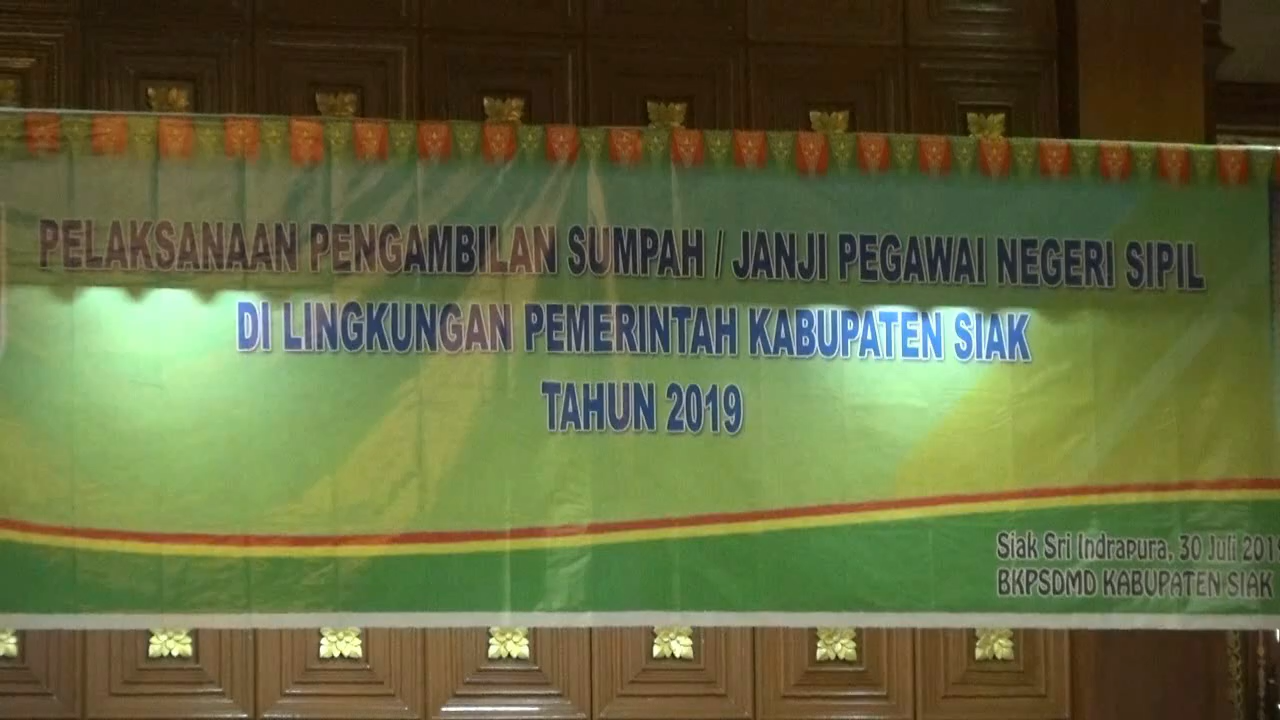 PELAKSANAAN PENGAMBILAN SUMPAH / JANJI PEGAWAI NEGERI SIPIL
DI LINGKUNGAN PEMERINTAH KABUPATEN SIAK
TAHUN 2019
Siak Sri Indrapura, 30 Juli 2019
BKPSDMD KABUPATEN SIAK